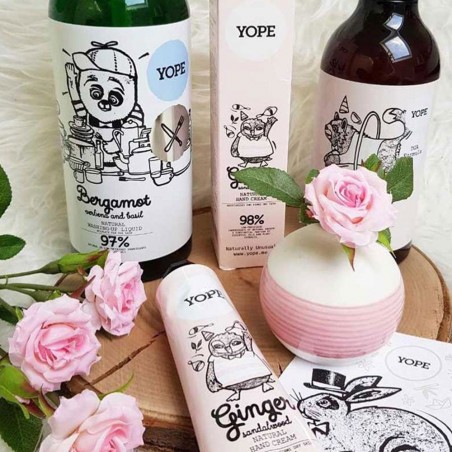 YOPE
Bergamot
verbena and basil
NATURAL
WASHING-UP LIQUID
97%
YOPE
NATURAL
HAND CREAM
98%
Naturally Unusual
www.yope.me
YOPE
YOPE
Ginger
sandalwood
NATURAL
HAND CREAM
YOPE